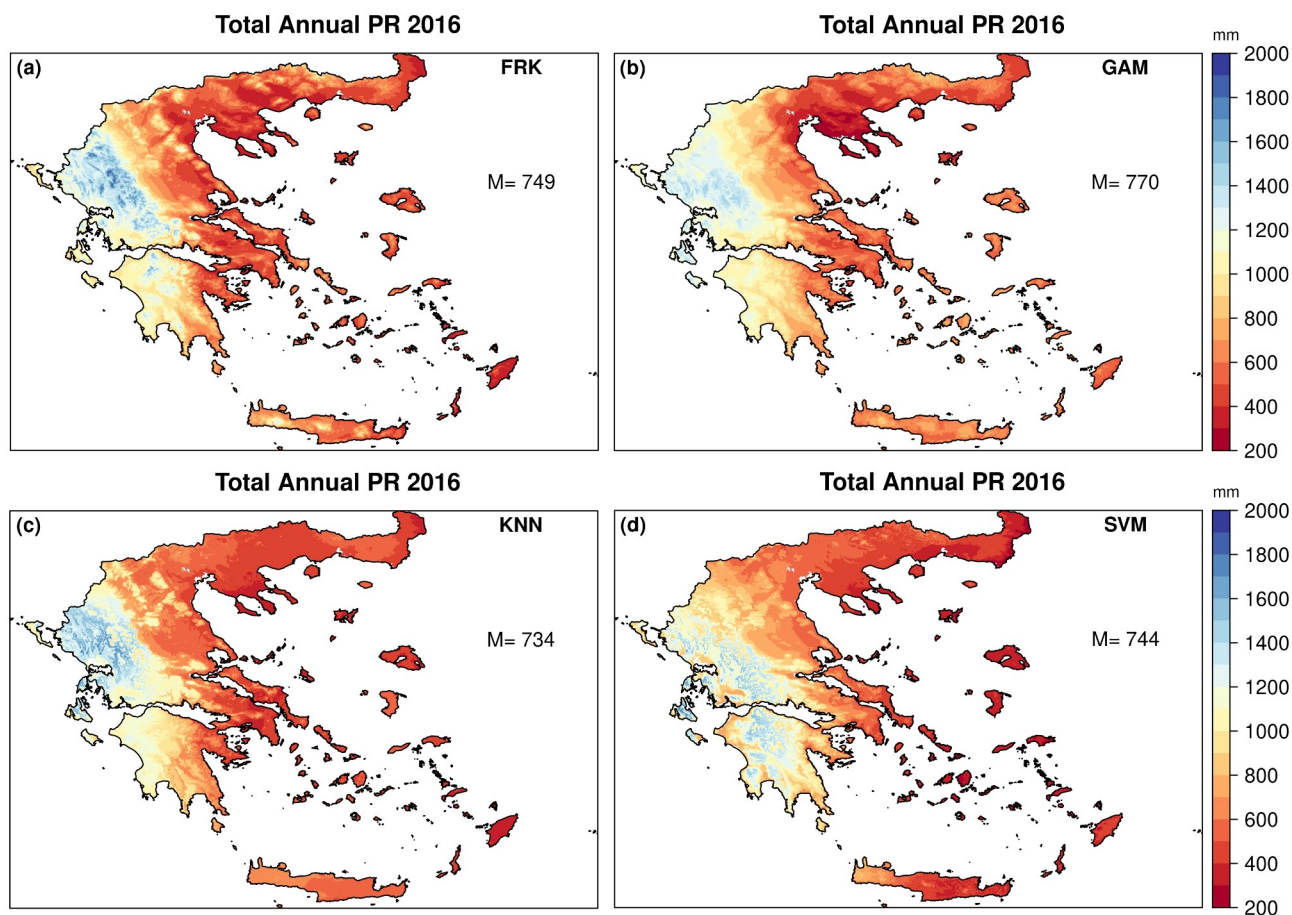 Total Annual PR 2016
Total Annual PR 2016
mm
(a)
FRK
M= 749
(b)
GAM
M= 770
2000
1800
1600
1400
1200
1000
800
600
400
200
Total Annual PR 2016
Total Annual PR 2016
mm
(c)
KNN
M= 734
(d)
SVM
M= 744
2000
1800
1600
1400
1200
1000
800
600
400
200